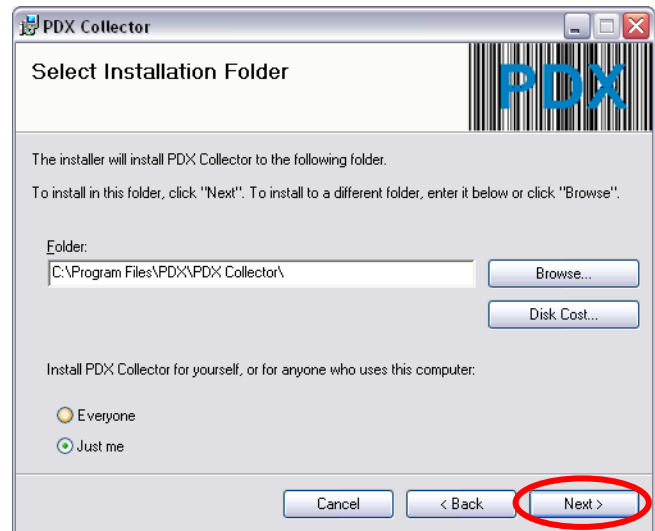 PDX Collector
Select Installation Folder
PDX
The installer will install PDX Collector to the following folder.
To install in this folder, click "Next". To install to a different folder, enter it below or click "Browse".
Folder:
C:\Program Files\PDX\PDX Collector\
Browse...
Disk Cost...
Install PDX Collector for yourself, or for anyone who uses this computer:
Everyone
Just me
Cancel
< Back
Next >